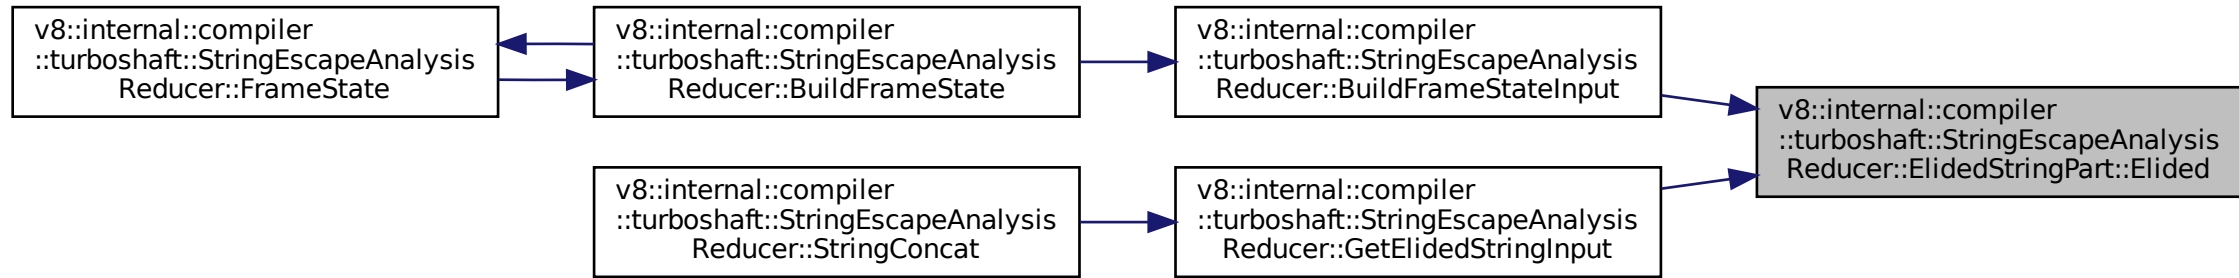 v8::internal::compiler
::turboshaft::StringEscapeAnalysis
Reducer::FrameState
v8::internal::compiler
::turboshaft::StringEscapeAnalysis
Reducer::BuildFrameState
v8::internal::compiler
::turboshaft::StringEscapeAnalysis
Reducer::BuildFrameStateInput
v8::internal::compiler
::turboshaft::StringEscapeAnalysis
Reducer::ElidedStringPart::Elided
v8::internal::compiler
::turboshaft::StringEscapeAnalysis
Reducer::StringConcat
v8::internal::compiler
::turboshaft::StringEscapeAnalysis
Reducer::GetElidedStringInput